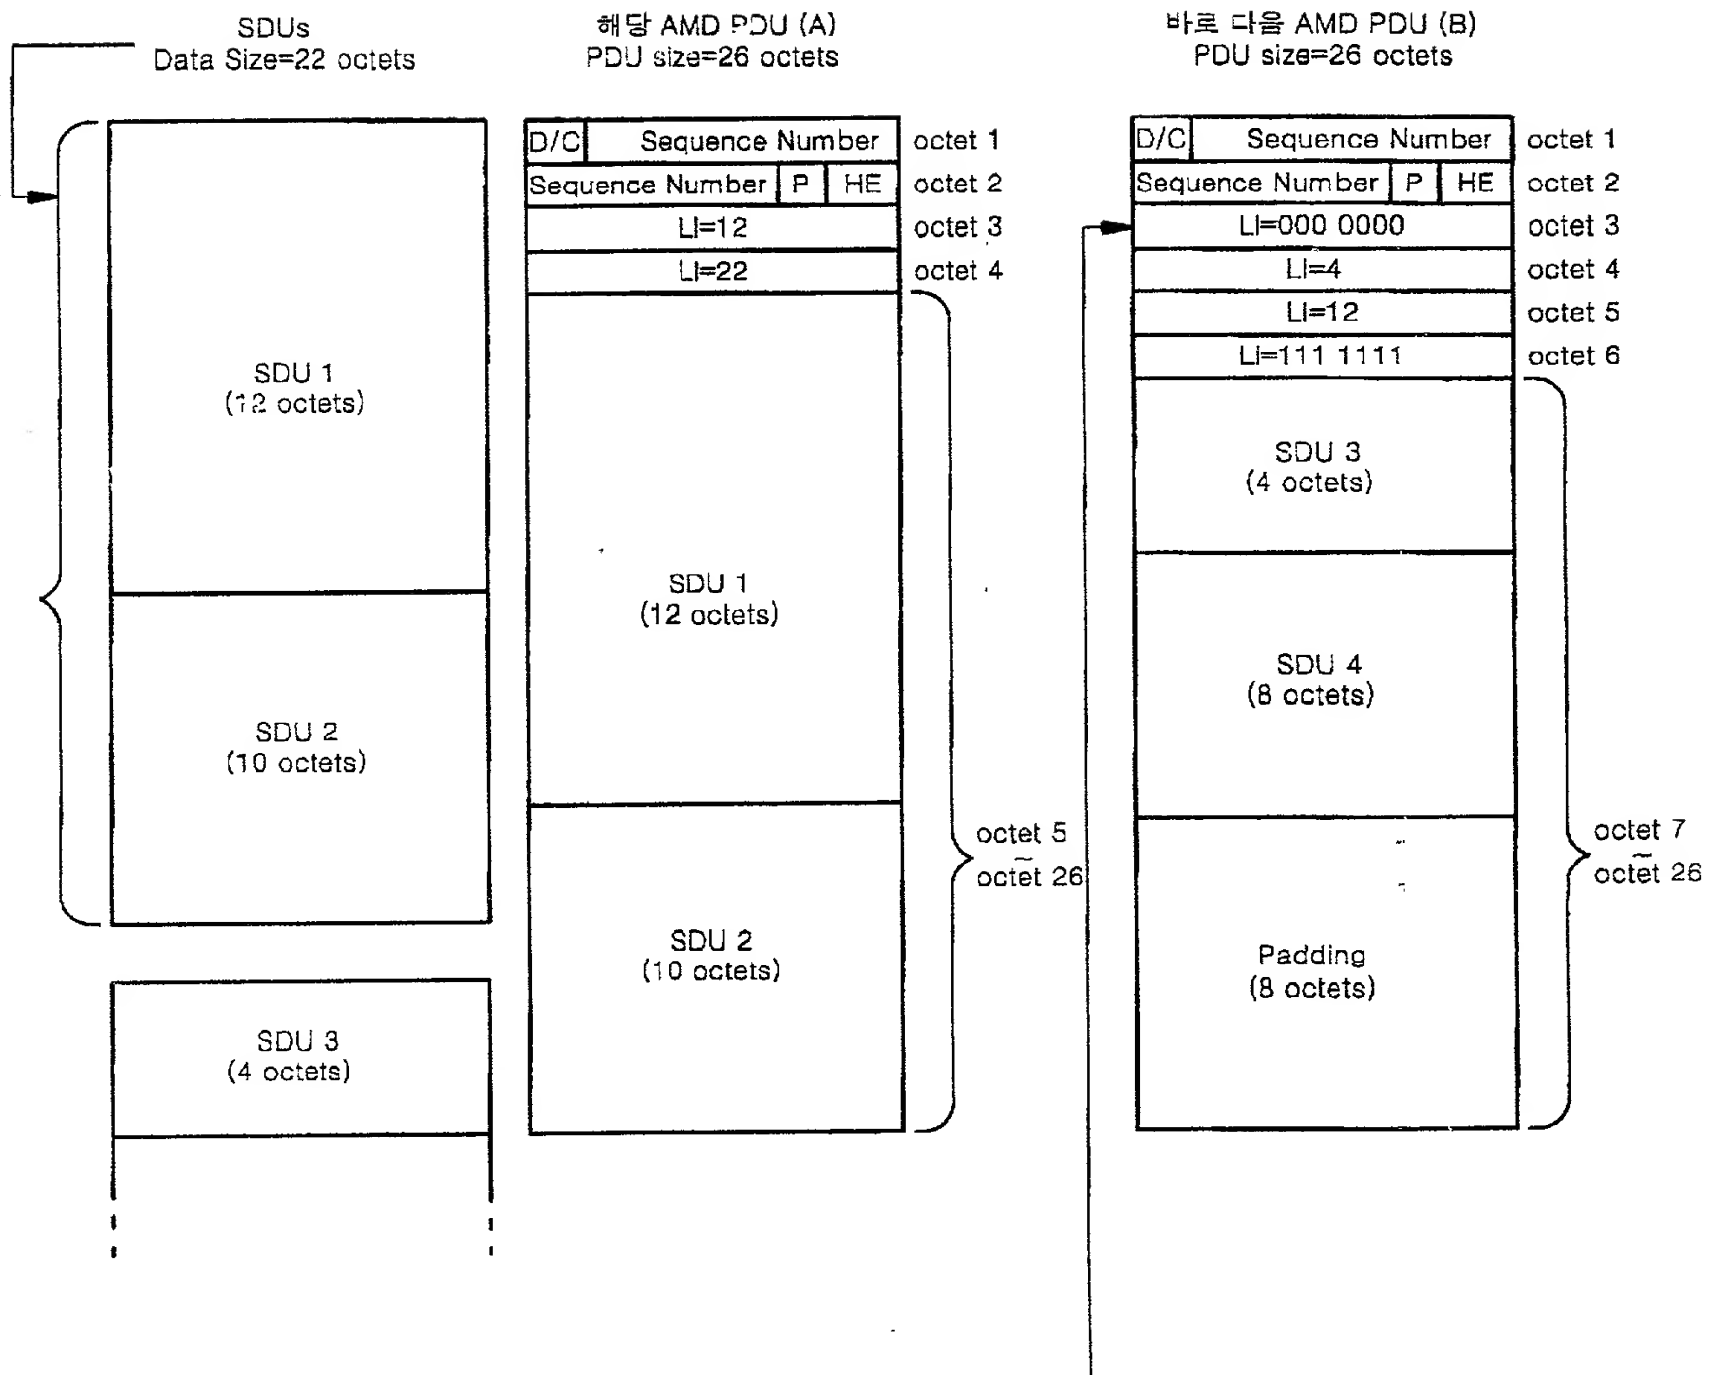 SDUs
Data Size=22 octets
SDU 1
(12 octets)
SDU 2
(10 octets)
SDU 3
(4 octets)
해당 AMD PDU (A)
PDU size=26 octets
D/C Sequence Number octet 1
Sequence Number P HE octet 2
LI=12 octet 3
LI=22 octet 4
SDU 1
(12 octets)
SDU 2
(10 octets)
octet 5
~
octet 26
바로 다음 AMD PDU (B)
PDU size=26 octets
D/C Sequence Number octet 1
Sequence Number P HE octet 2
LI=000 0000 octet 3
LI=4 octet 4
LI=12 octet 5
LI=111 1111 octet 6
SDU 3
(4 octets)
SDU 4
(8 octets)
Padding
(8 octets)
octet 7
~
octet 26